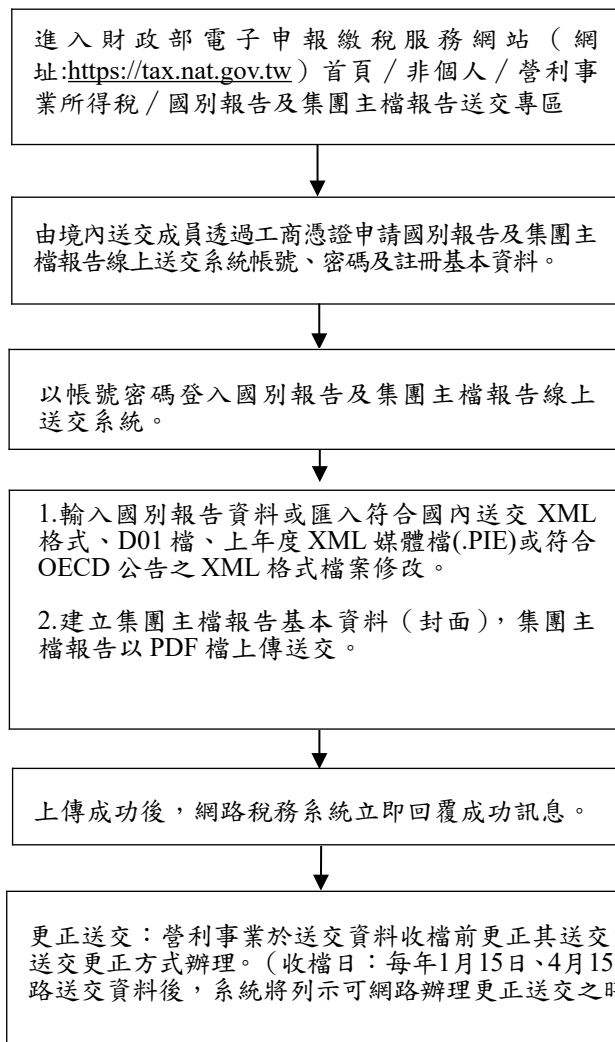 進入財政部電子申報繳稅服務網站（網
址:https://tax.nat.gov.tw）首頁／非個人／營利事
業所得稅／國別報告及集團主檔報告送交專區
由境內送交成員透過工商憑證申請國別報告及集團主
檔報告線上送交系統帳號、密碼及註冊基本資料。
以帳號密碼登入國別報告及集團主檔報告線上
送交系統。
1.輸入國別報告資料或匯入符合國內送交 XML
格式、D01 檔、上年度 XML 媒體檔(.PIE)或符合
OECD 公告之 XML 格式檔案修改。
2.建立集團主檔報告基本資料（封面），集團主
檔報告以 PDF 檔上傳送交。
上傳成功後，網路稅務系統立即回覆成功訊息。
更正送交：營利事業於送交資料收檔前更正其送交
送交更正方式辦理。（收檔日：每年1月15日、4月15
路送交資料後，系統將列示可網路辦理更正送交之時